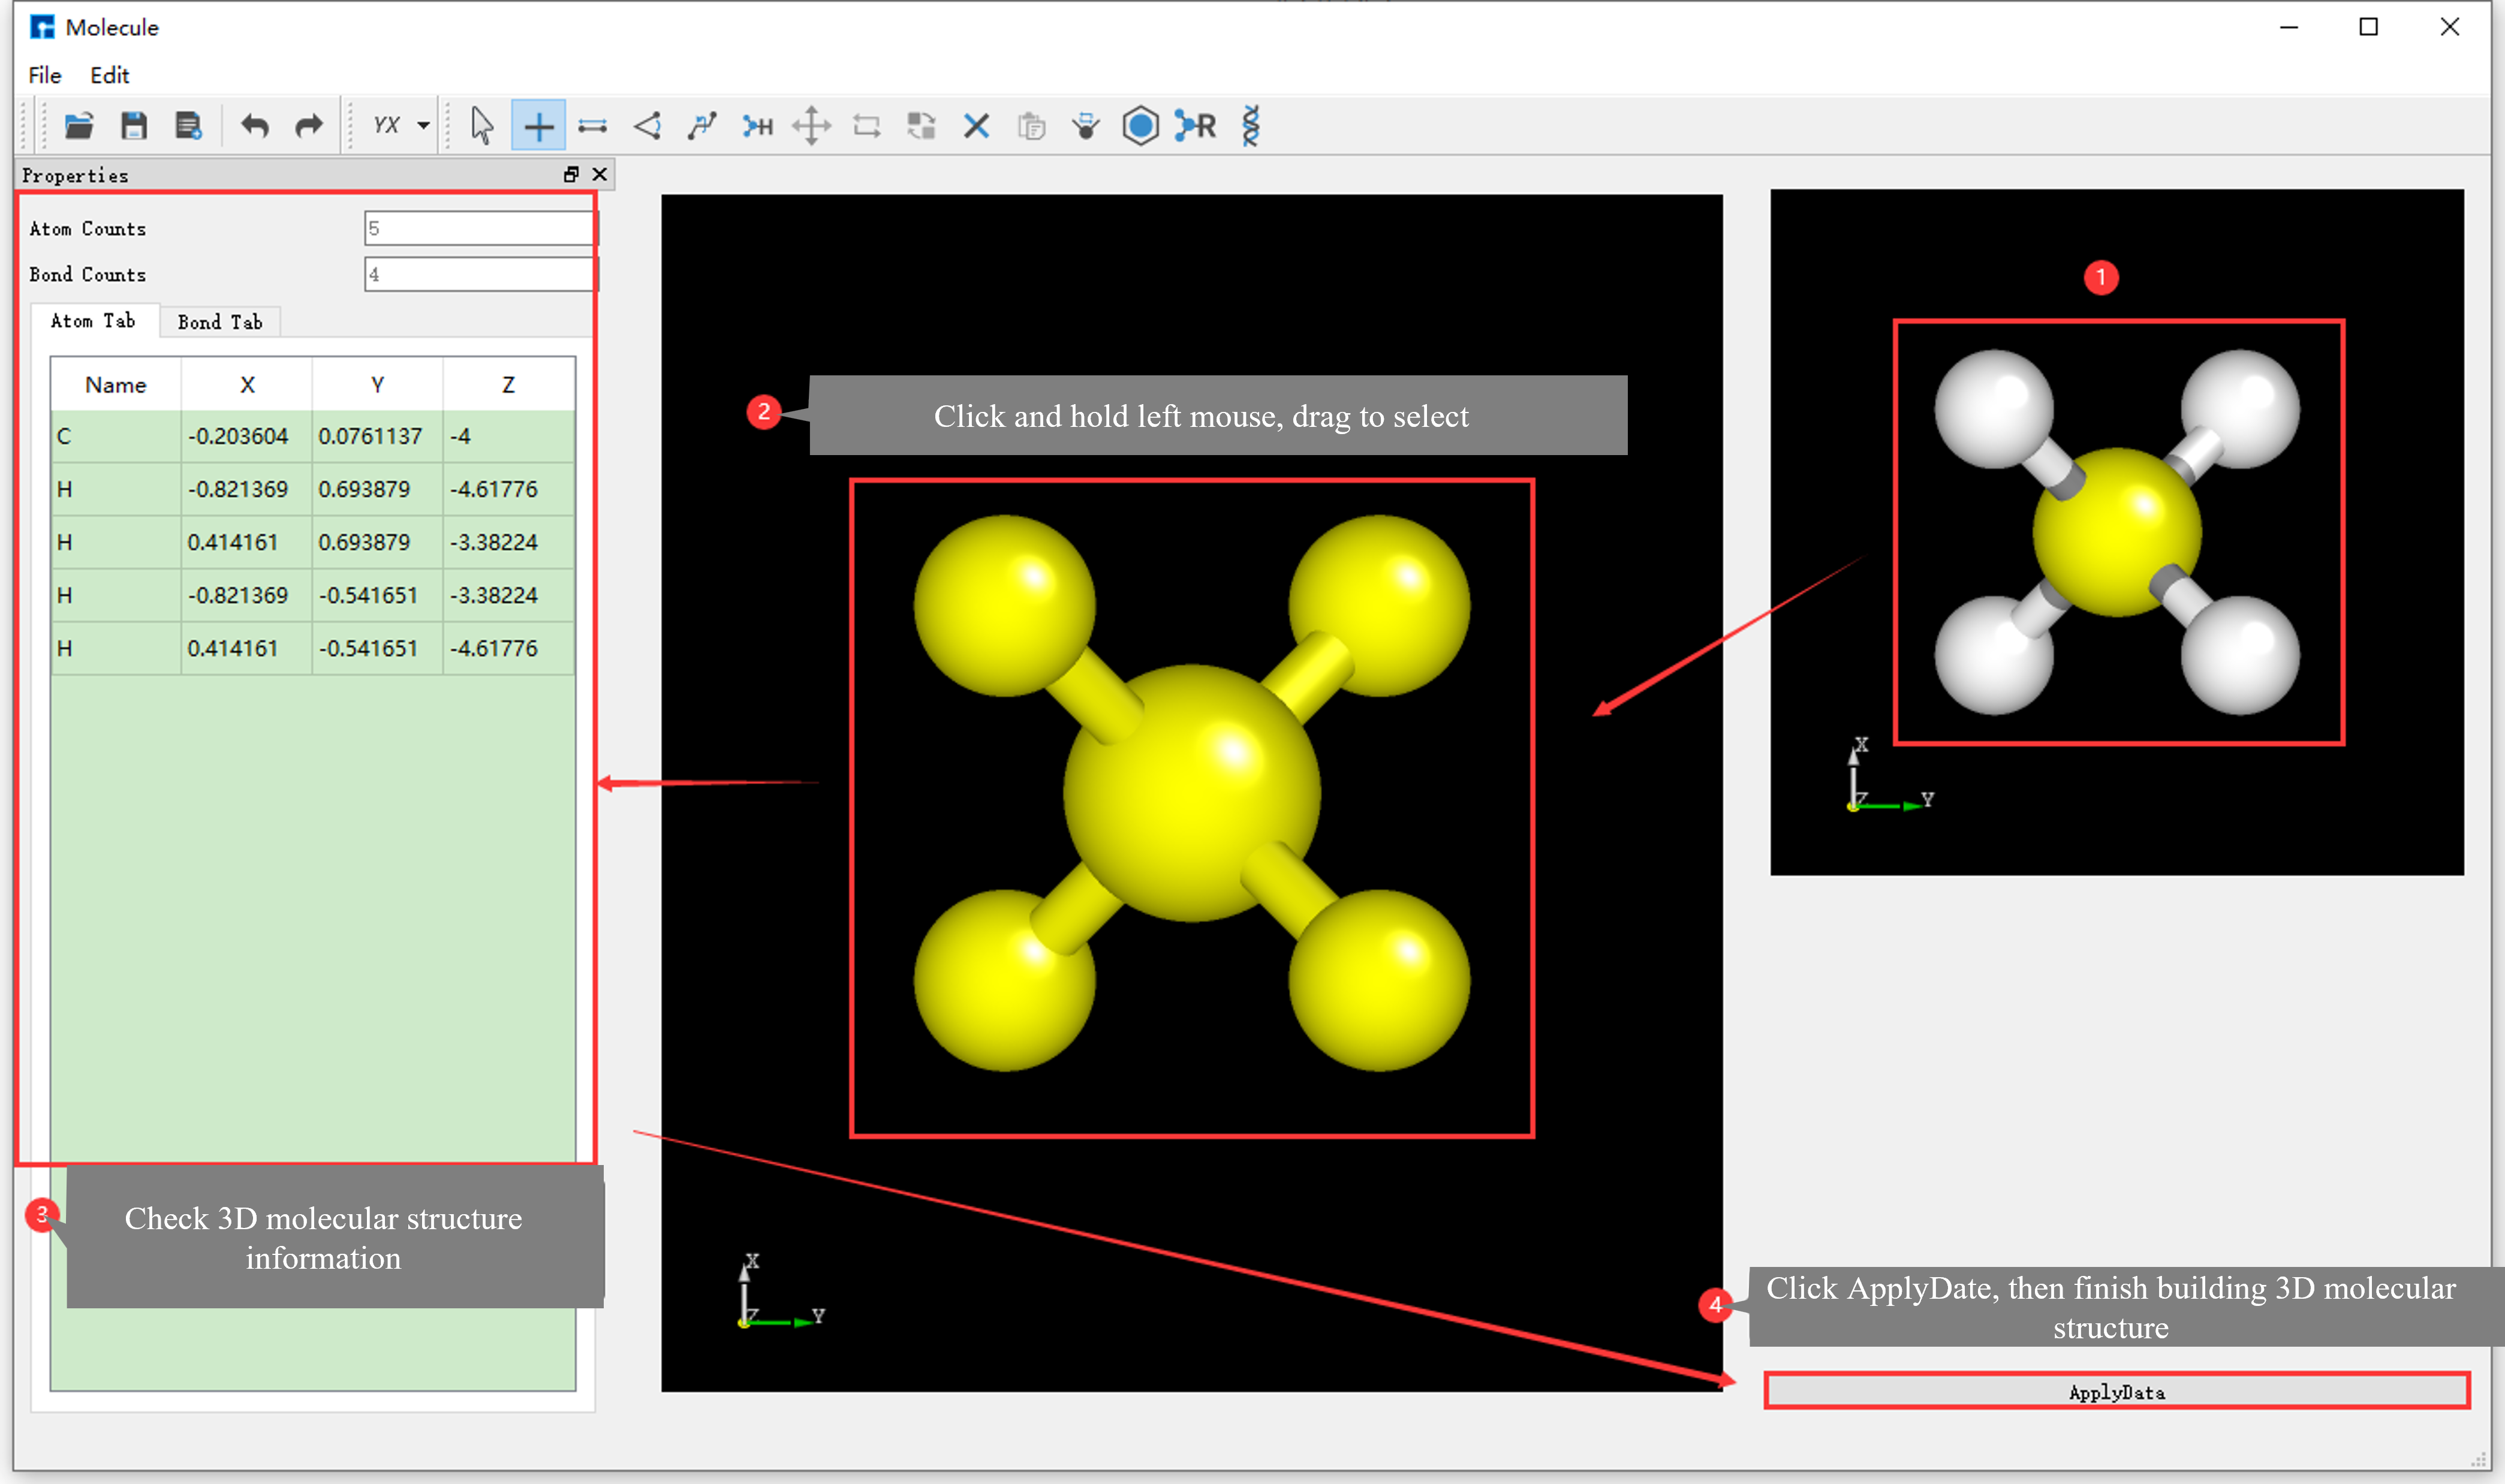 Molecule
File Edit
YX H R
Properties
Atom Counts 5
Bond Counts 4
Atom Tab Bond Tab
Name X Y Z
C -0.203604 0.0761137 -4
H -0.821369 0.693879 -4.61776
H 0.414161 0.693879 -3.38224
H -0.821369 -0.541651 -3.38224
H 0.414161 -0.541651 -4.61776
1
X
Z Y
2 Click and hold left mouse, drag to select
X
Z Y
3 Check 3D molecular structure
information
4 Click ApplyDate, then finish building 3D molecular
structure
ApplyData